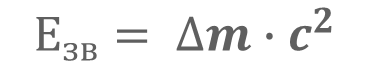 Eзв = Δm · c²